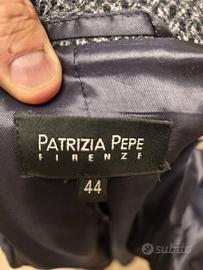 PATRIZIA PEPE
FIRENZE
44
subito